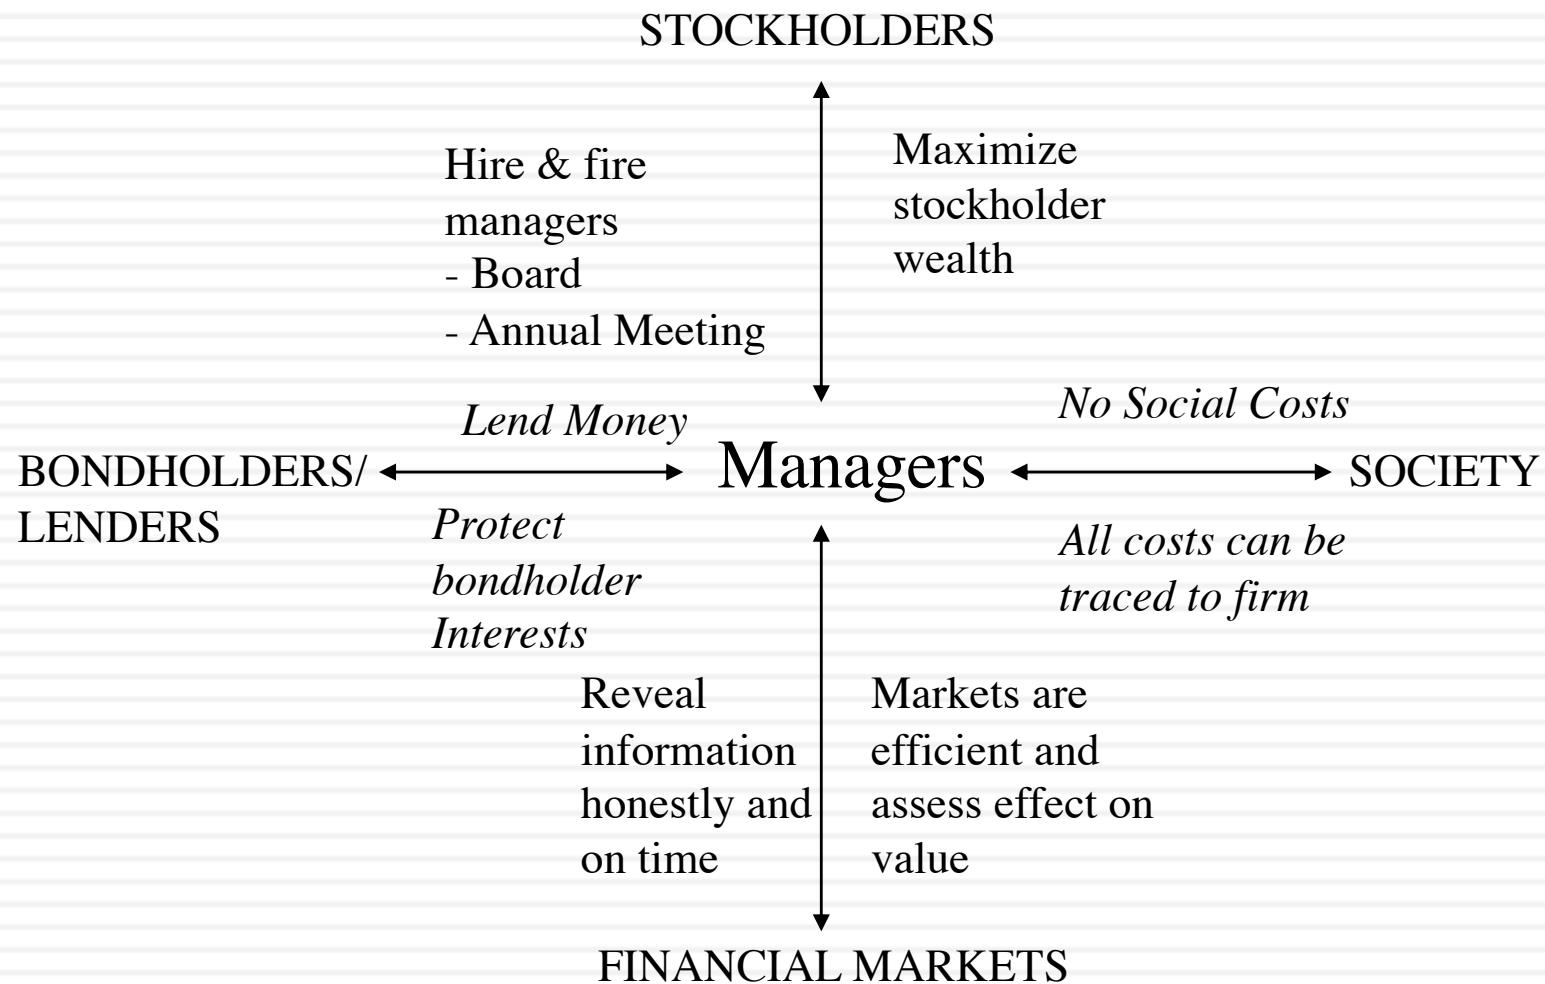 STOCKHOLDERS
Hire & fire
managers
- Board
- Annual Meeting
Maximize
stockholder
wealth
Lend Money
No Social Costs
BONDHOLDERS/
LENDERS
Managers
SOCIETY
Protect
bondholder
Interests
All costs can be
traced to firm
Reveal
information
honestly and
on time
Markets are
efficient and
assess effect on
value
FINANCIAL MARKETS